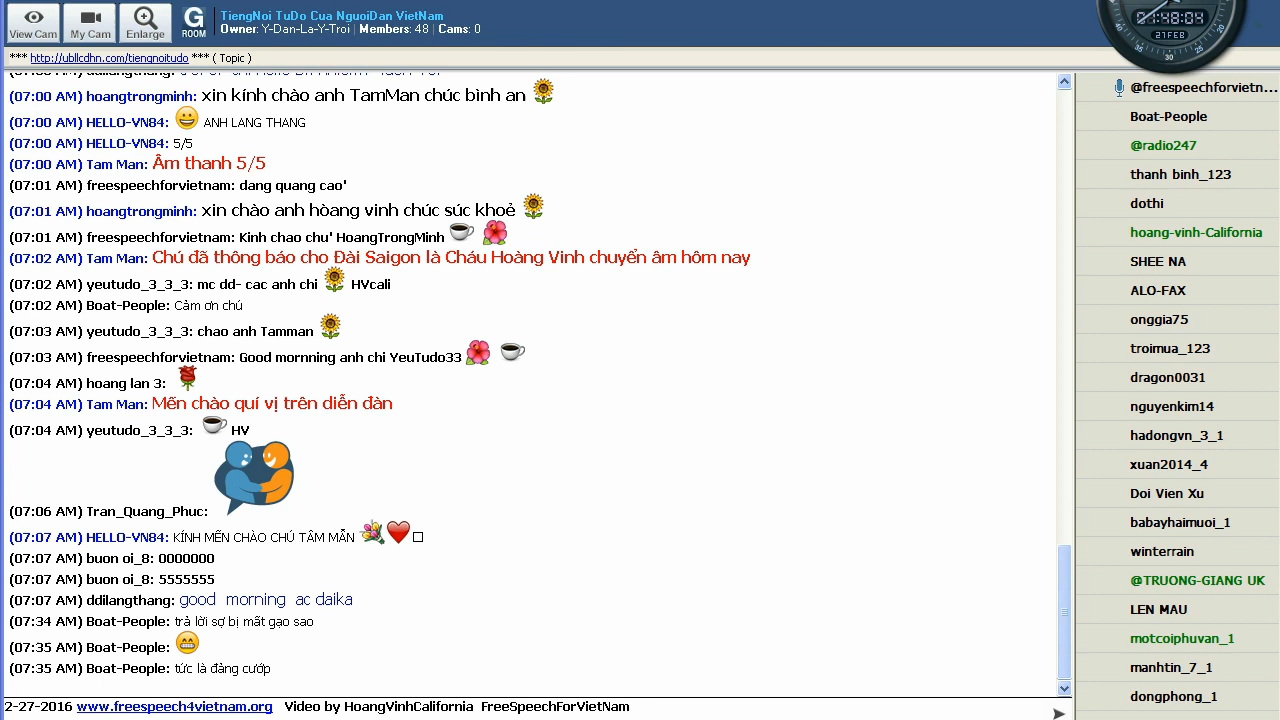 TiengNoi TuDo Cua NguoiDan VietNam
Owner: Y-Dan-La-Y-Troi | Members: 48 | Cams: 0
View Cam
My Cam
Enlarge
G ROOM
01:48:04
21FEB
*** http://ubllcdhn.com/tiengnoitudo *** ( Topic )
(07:00 AM) hoangtrongminh: xin kính chào anh TamMan chúc bình an
(07:00 AM) HELLO-VN84: ANH LANG THANG
(07:00 AM) HELLO-VN84: 5/5
(07:00 AM) Tam Man: Âm thanh 5/5
(07:01 AM) freespeechforvietnam: dang quang cao'
(07:01 AM) hoangtrongminh: xin chào anh hòang vinh chúc súc khoẻ
(07:01 AM) freespeechforvietnam: Kinh chao chu' HoangTrongMinh
(07:02 AM) Tam Man: Chú đã thông báo cho Đài Saigon là Cháu Hoàng Vinh chuyển âm hôm nay
(07:02 AM) yeutudo_3_3_3: mc dd- cac anh chi HVcali
(07:02 AM) Boat-People: Cảm ơn chú
(07:03 AM) yeutudo_3_3_3: chao anh Tamman
(07:03 AM) freespeechforvietnam: Good mornning anh chi YeuTudo33
(07:04 AM) hoang lan 3:
(07:04 AM) Tam Man: Mến chào quí vị trên diễn đàn
(07:04 AM) yeutudo_3_3_3: HV
(07:06 AM) Tran_Quang_Phuc:
(07:07 AM) HELLO-VN84: KÍNH MẾN CHÀO CHÚ TÂM MẪN
(07:07 AM) buon oi_8: 0000000
(07:07 AM) buon oi_8: 5555555
(07:07 AM) ddilangthang: good morning ac daika
(07:34 AM) Boat-People: trả lời sợ bị mất gạo sao
(07:35 AM) Boat-People:
(07:35 AM) Boat-People: tức là đảng cướp
@freespeechforvietn...
Boat-People
@radio247
thanh binh_123
dothi
hoang-vinh-California
SHEE NA
ALO-FAX
onggia75
troimua_123
dragon0031
nguyenkim14
hadongvn_3_1
xuan2014_4
Doi Vien Xu
babayhaimuoi_1
winterrain
@TRUONG-GIANG UK
LEN MAU
motcoiphuvan_1
manhtin_7_1
dongphong_1
2-27-2016 www.freespeech4vietnam.org Video by HoangVinhCalifornia FreeSpeechForVietNam